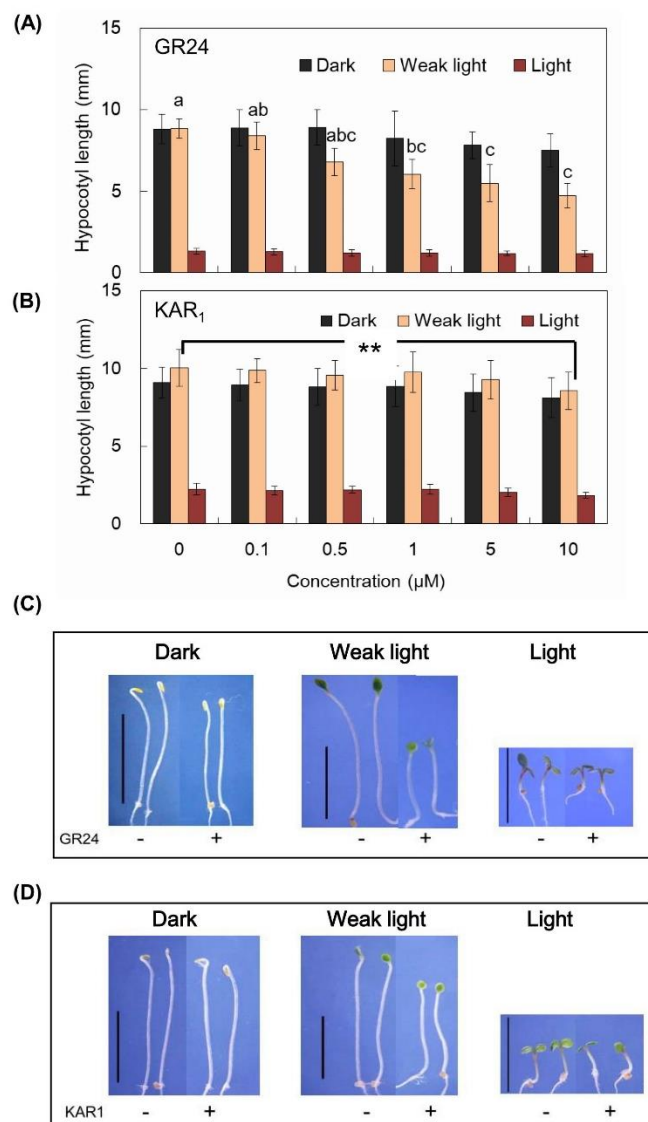 (A)
GR24
Dark Weak light Light
Hypocotyl length (mm)
15
10
5
0
a ab abc bc c c
(B)
KAR1
Dark Weak light Light
**
Hypocotyl length (mm)
15
10
5
0
0 0.1 0.5 1 5 10
Concentration (μM)
(C)
Dark Weak light Light
GR24 - + - + - +
(D)
Dark Weak light Light
KAR1 - + - + - +